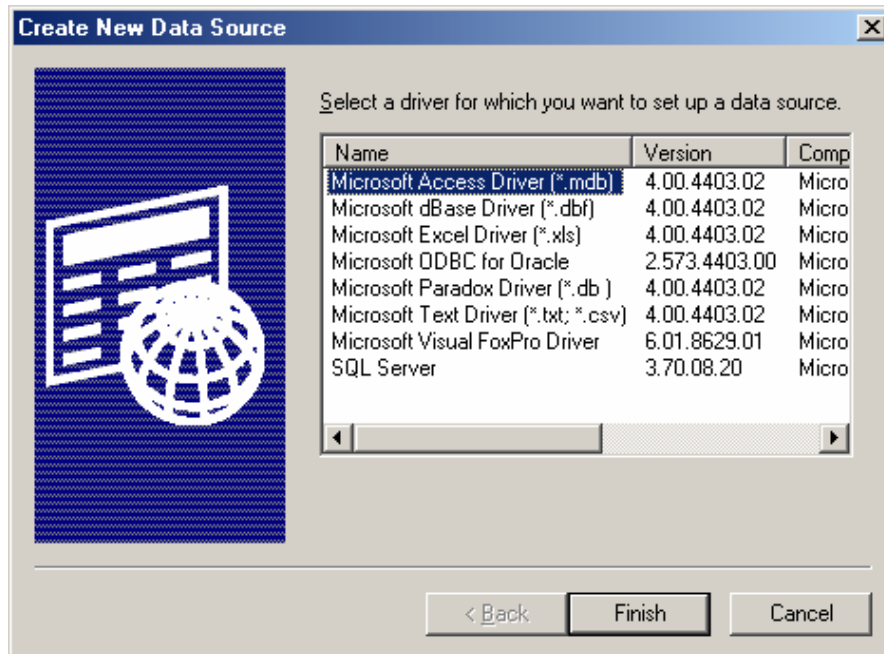 Create New Data Source
Select a driver for which you want to set up a data source.
Name Version Comp
Microsoft Access Driver (*.mdb) 4.00.4403.02 Micro
Microsoft dBase Driver (*.dbf) 4.00.4403.02 Micro
Microsoft Excel Driver (*.xls) 4.00.4403.02 Micro
Microsoft ODBC for Oracle 2.573.4403.00 Micro
Microsoft Paradox Driver (*.db ) 4.00.4403.02 Micro
Microsoft Text Driver (*.txt; *.csv) 4.00.4403.02 Micro
Microsoft Visual FoxPro Driver 6.01.8629.01 Micro
SQL Server 3.70.08.20 Micro
< Back Finish Cancel